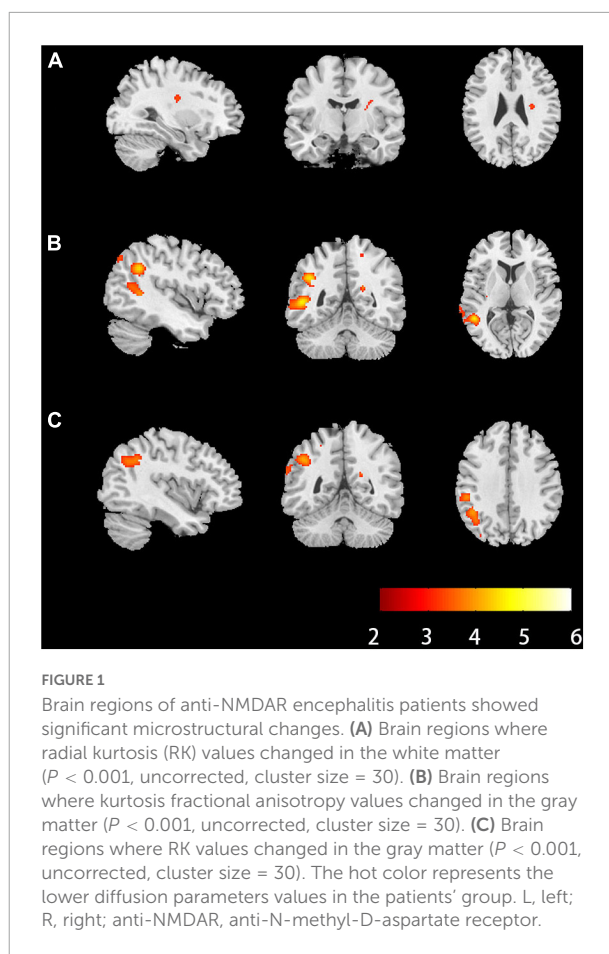 A
B
C
2 3 4 5 6
FIGURE 1
Brain regions of anti-NMDAR encephalitis patients showed
significant microstructural changes. (A) Brain regions where
radial kurtosis (RK) values changed in the white matter
(P < 0.001, uncorrected, cluster size = 30). (B) Brain regions
where kurtosis fractional anisotropy values changed in the gray
matter (P < 0.001, uncorrected, cluster size = 30). (C) Brain
regions where RK values changed in the gray matter (P < 0.001,
uncorrected, cluster size = 30). The hot color represents the
lower diffusion parameters values in the patients’ group. L, left;
R, right; anti-NMDAR, anti-N-methyl-D-aspartate receptor.